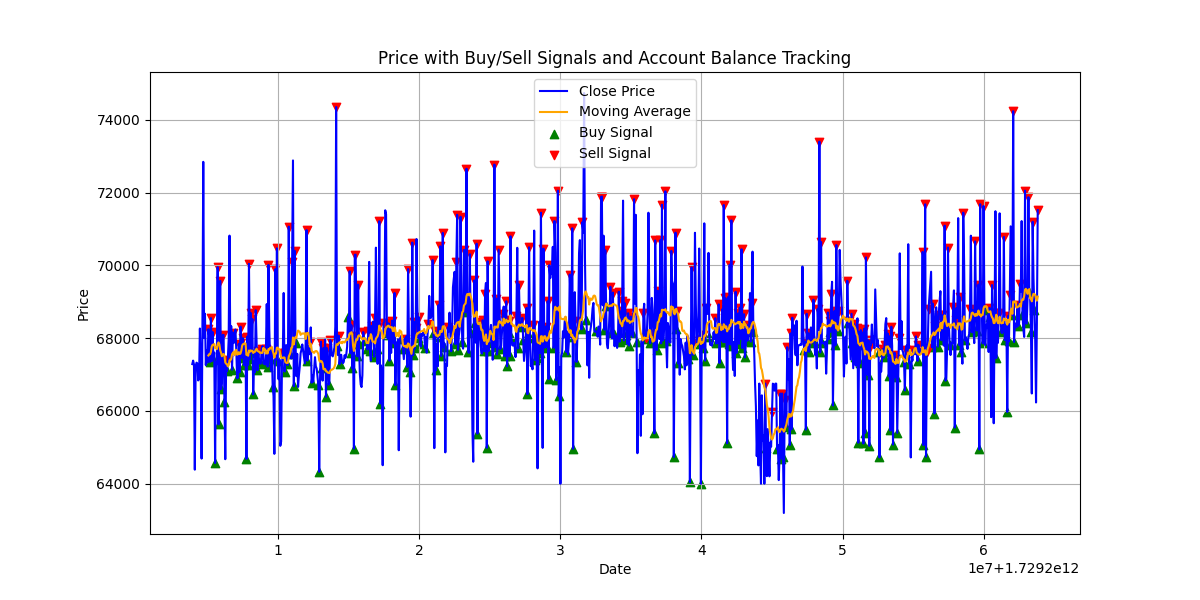 Price with Buy/Sell Signals and Account Balance Tracking
Close Price
Moving Average
Buy Signal
Sell Signal
Price
74000
72000
70000
68000
66000
64000
1 2 3 4 5 6
Date
1e7+1.7292e12